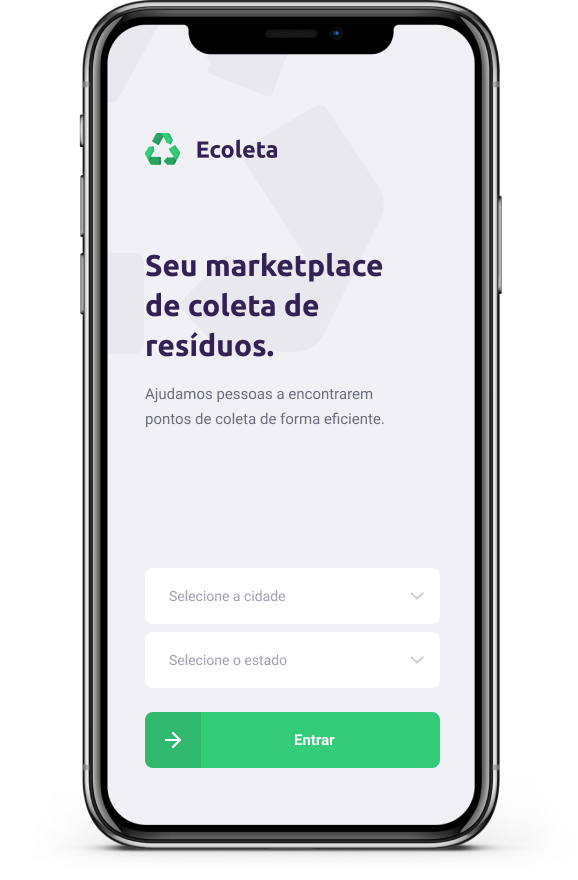 Ecoleta
Seu marketplace
de coleta de
resíduos.
Ajudamos pessoas a encontrarem
pontos de coleta de forma eficiente.
Selecione a cidade
Selecione o estado
Entrar